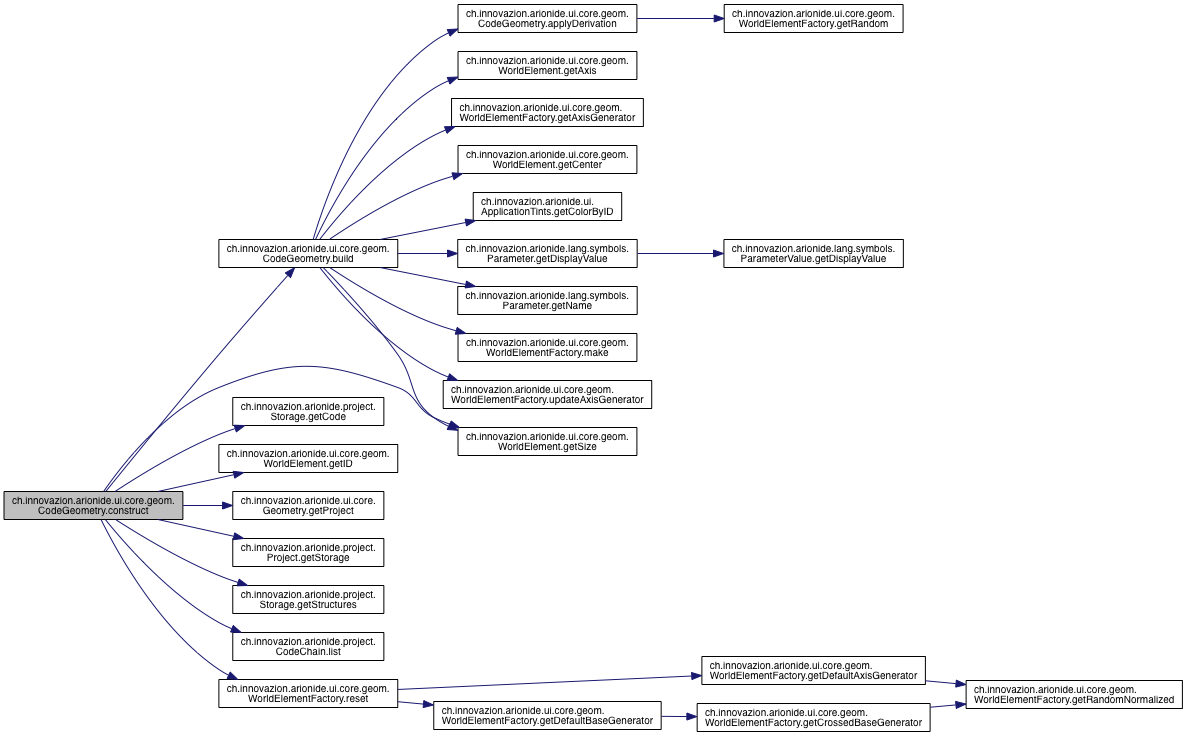 ch.innovazion.arionide.ui.core.geom.
CodeGeometry.applyDerivation
ch.innovazion.arionide.ui.core.geom.
WorldElementFactory.getRandom
ch.innovazion.arionide.ui.core.geom.
WorldElement.getAxis
ch.innovazion.arionide.ui.core.geom.
WorldElementFactory.getAxisGenerator
ch.innovazion.arionide.ui.core.geom.
WorldElement.getCenter
ch.innovazion.arionide.ui.
ApplicationTints.getColorByID
ch.innovazion.arionide.ui.core.geom.
CodeGeometry.build
ch.innovazion.arionide.lang.symbols.
Parameter.getDisplayValue
ch.innovazion.arionide.lang.symbols.
ParameterValue.getDisplayValue
ch.innovazion.arionide.lang.symbols.
Parameter.getName
ch.innovazion.arionide.ui.core.geom.
WorldElementFactory.make
ch.innovazion.arionide.ui.core.geom.
WorldElementFactory.updateAxisGenerator
ch.innovazion.arionide.project.
Storage.getCode
ch.innovazion.arionide.ui.core.geom.
WorldElement.getSize
ch.innovazion.arionide.ui.core.geom.
WorldElement.getID
ch.innovazion.arionide.ui.core.geom.
CodeGeometry.construct
ch.innovazion.arionide.ui.core.
Geometry.getProject
ch.innovazion.arionide.project.
Project.getStorage
ch.innovazion.arionide.project.
Storage.getStructures
ch.innovazion.arionide.project.
CodeChain.list
ch.innovazion.arionide.ui.core.geom.
WorldElementFactory.reset
ch.innovazion.arionide.ui.core.geom.
WorldElementFactory.getDefaultAxisGenerator
ch.innovazion.arionide.ui.core.geom.
WorldElementFactory.getDefaultBaseGenerator
ch.innovazion.arionide.ui.core.geom.
WorldElementFactory.getCrossedBaseGenerator
ch.innovazion.arionide.ui.core.geom.
WorldElementFactory.getRandomNormalized